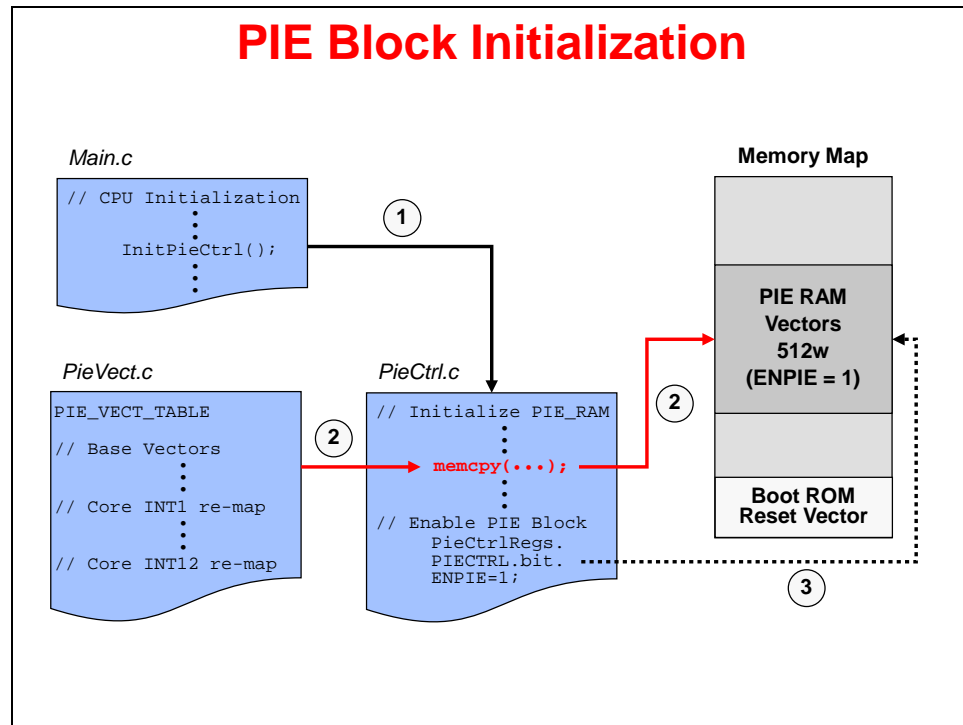 PIE Block Initialization
Main.c
// CPU Initialization
InitPieCtrl();
1
Memory Map
PIE RAM
Vectors
512w
(ENPIE = 1)
Boot ROM
Reset Vector
PieVect.c
PIE_VECT_TABLE
// Base Vectors
// Core INT1 re-map
// Core INT12 re-map
2
PieCtrl.c
// Initialize PIE_RAM
memcpy(...);
// Enable PIE Block
PieCtrlRegs.
PIECTRL.bit.
ENPIE=1;
2
3